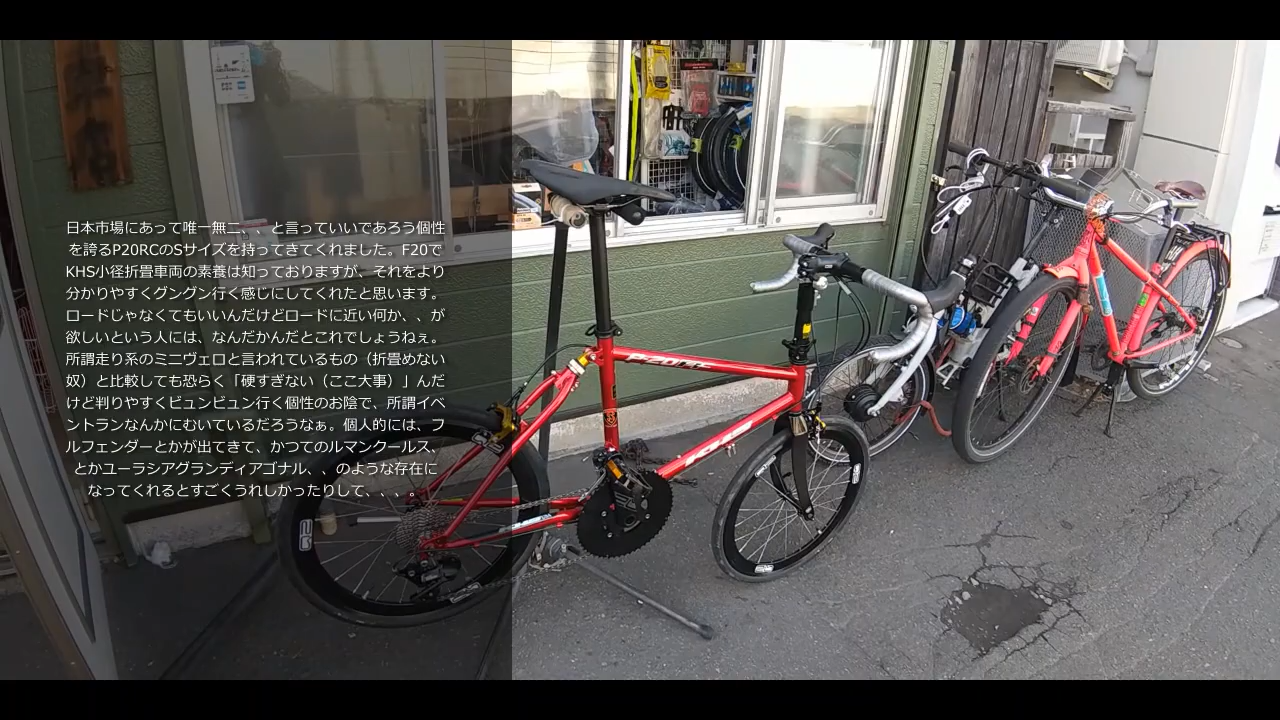 日本市場にあって唯一無二、、と言っていいであろう個性
を誇るP20RCのSサイズを持ってきてくれました。F20で
KHS小径折畳車両の素養は知っておりますが、それをより
分かりやすくグングン行く感じにしてくれたと思います。
ロードじゃなくてもいいんだけどロードに近い何か、、が
欲しいという人には、なんだかんだとこれでしょうねぇ。
所謂走り系のミニヴェロと言われているもの（折畳めない
奴）と比較しても恐らく「硬すぎない（ここ大事）」んだ
けど判りやすくビュンビュン行く個性のお陰で、所謂イベ
ントランなんかにむいているだろうなぁ。個人的には、フ
ルフェンダーとかが出てきて、かつてのルマンクールス、
とかユーラシアグランディアゴナル、、のような存在に
なってくれるとすごくうれしかったりして、、、。
P-20RC
KHS